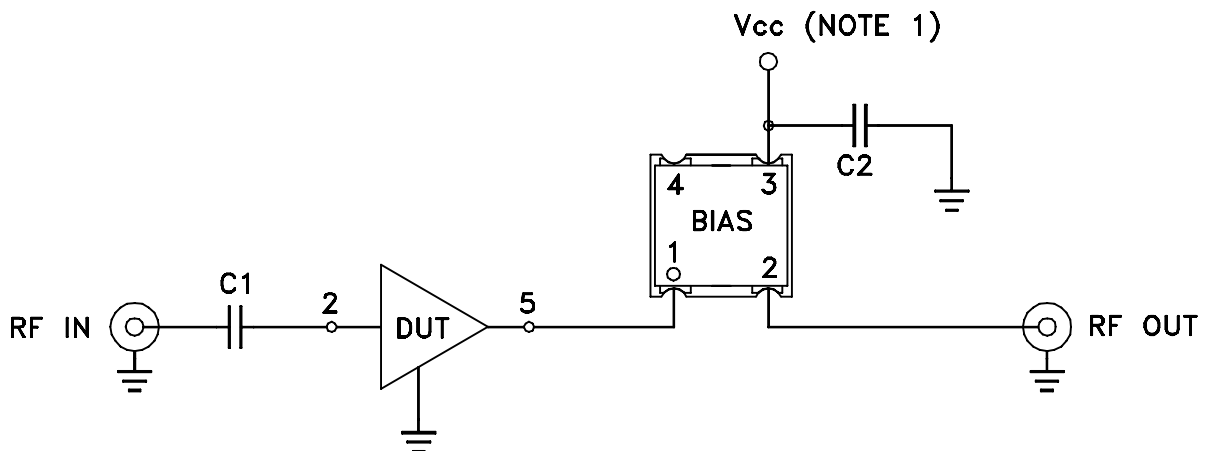 Vcc (NOTE 1)
C2
4 3
BIAS
1 2
C1
2 5
RF IN
DUT
RF OUT